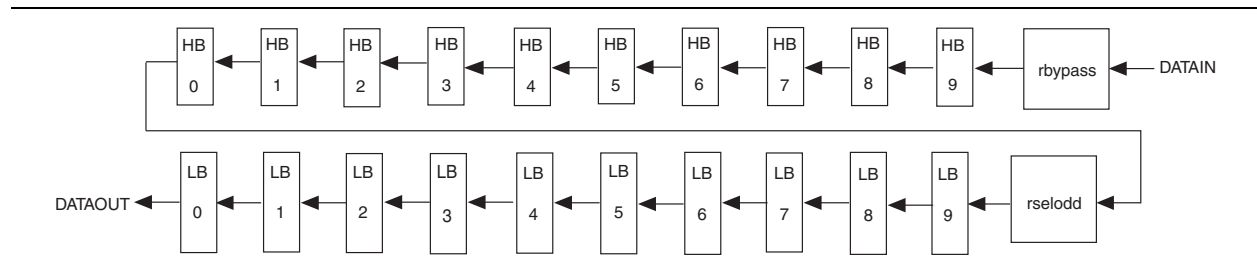 HB HB HB HB HB HB HB HB HB HB
0 1 2 3 4 5 6 7 8 9 rbypass DATAIN
LB LB LB LB LB LB LB LB LB LB
DATAOUT 0 1 2 3 4 5 6 7 8 9 rselodd